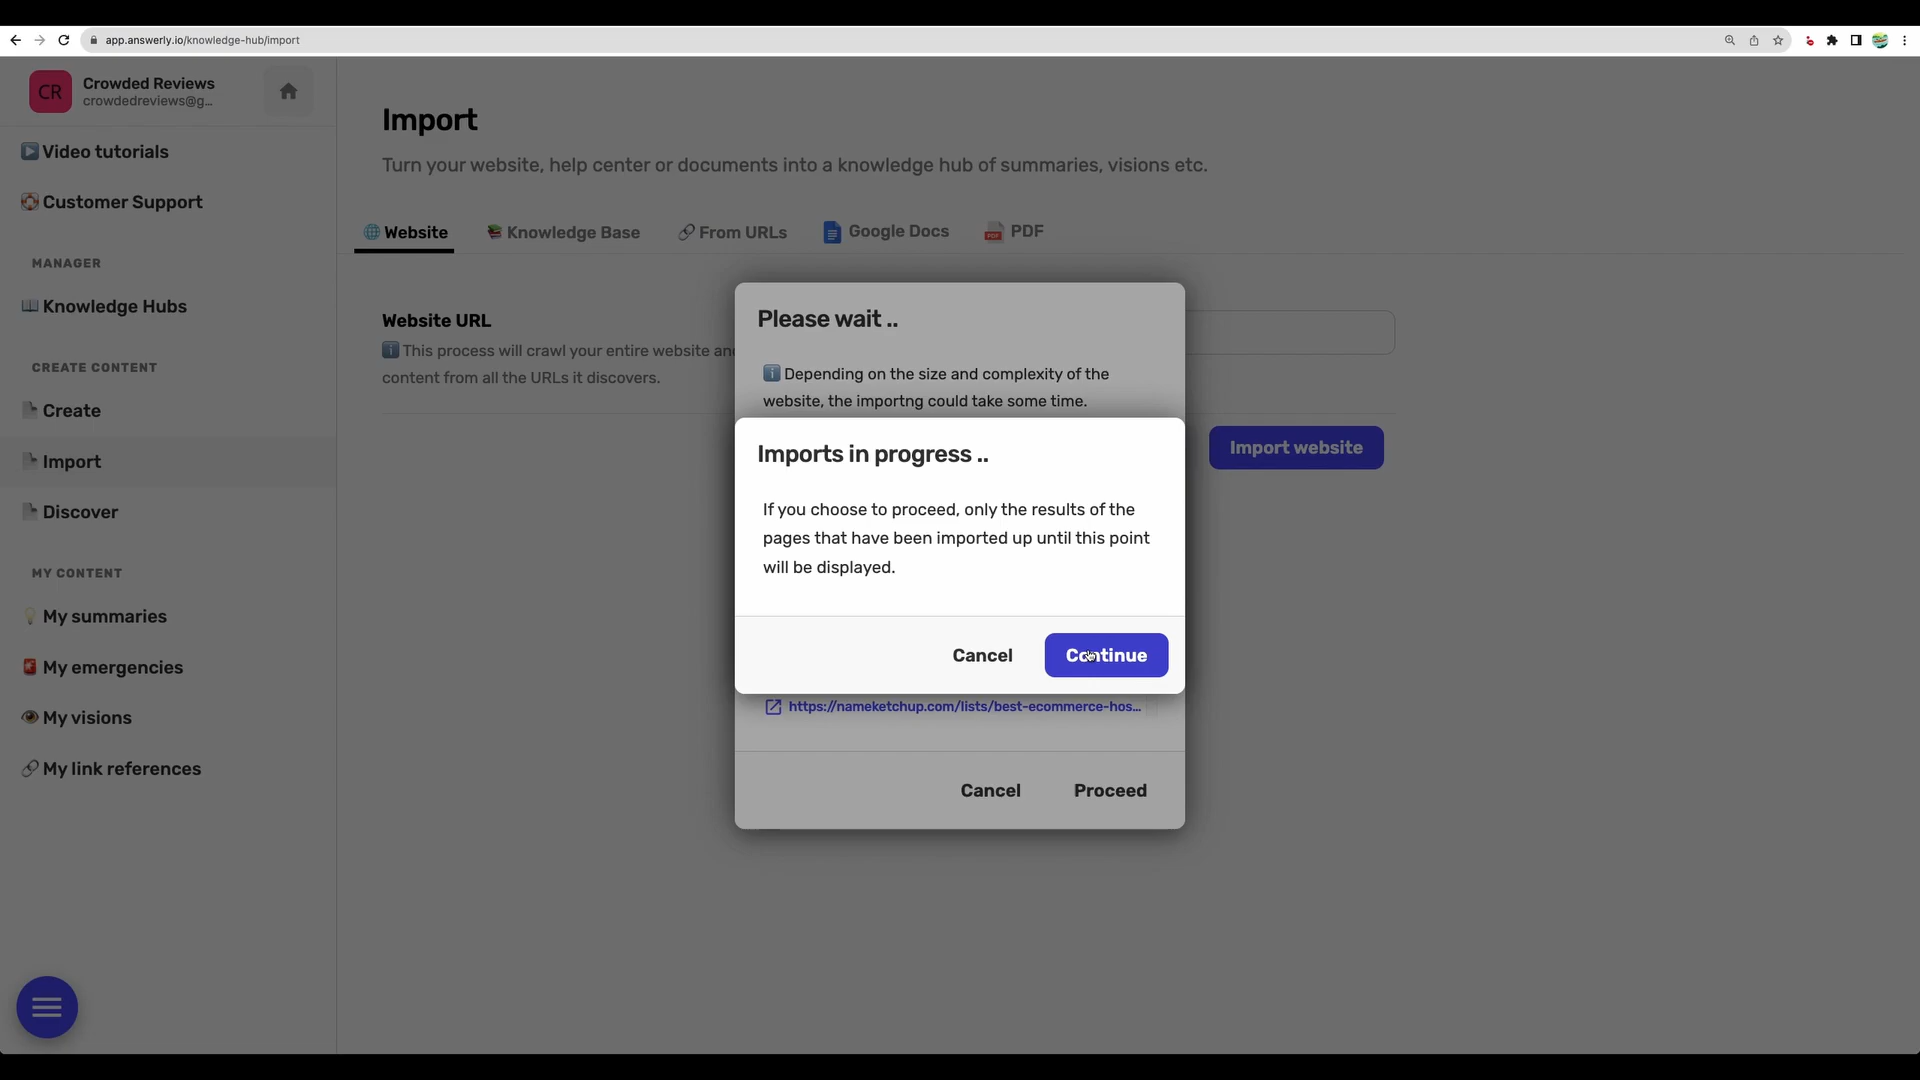 app.answerly.io/knowledge-hub/import
CR
Crowded Reviews
crowdedreviews@g...
Video tutorials
Customer Support
MANAGER
Knowledge Hubs
CREATE CONTENT
Create
Import
Discover
MY CONTENT
My summaries
My emergencies
My visions
My link references
Import
Turn your website, help center or documents into a knowledge hub of summaries, visions etc.
Website
Knowledge Base
From URLs
Google Docs
PDF
Website URL
This process will crawl your entire website and
content from all the URLs it discovers.
Import website
Please wait ..
Depending on the size and complexity of the
website, the importng could take some time.
Imports in progress ..
If you choose to proceed, only the results of the
pages that have been imported up until this point
will be displayed.
Cancel
Continue
https://nameketchup.com/lists/best-ecommerce-hos...
Cancel
Proceed